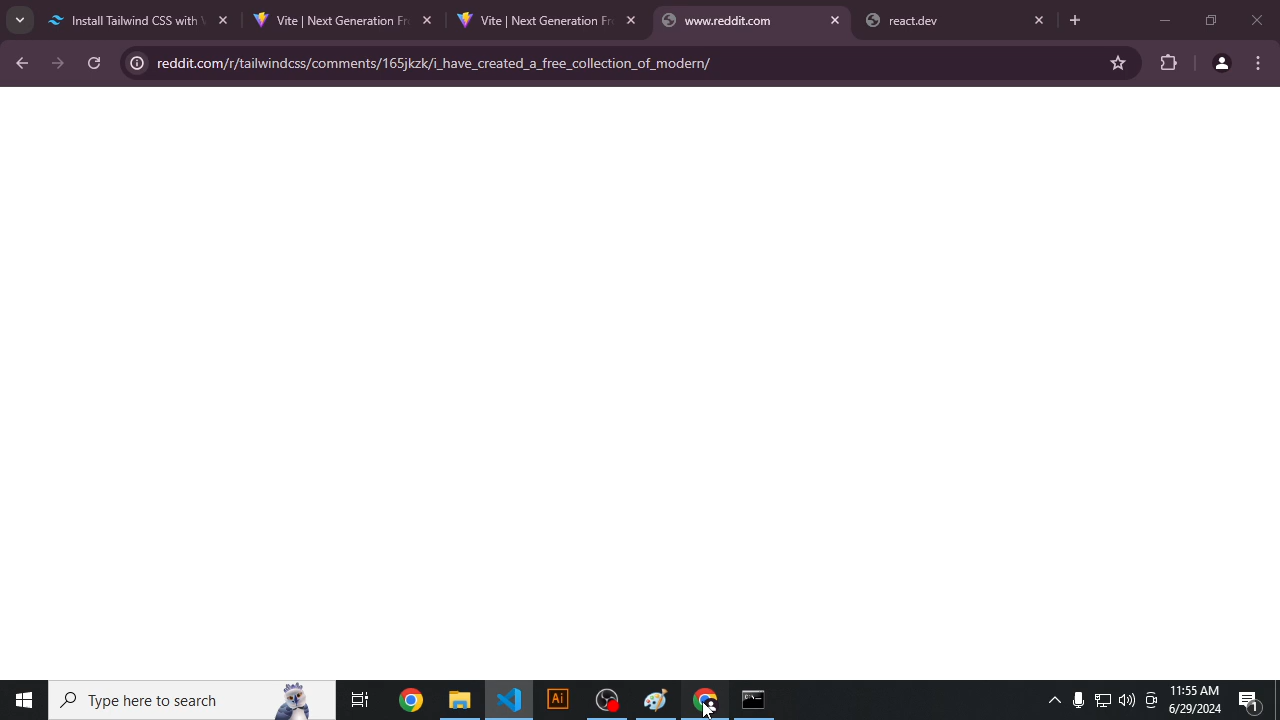 Install Tailwind CSS with
Vite | Next Generation Fr
Vite | Next Generation Fr
www.reddit.com
react.dev
reddit.com/r/tailwindcss/comments/165jkzk/i_have_created_a_free_collection_of_modern/
Type here to search
Ai
11:55 AM
6/29/2024
1